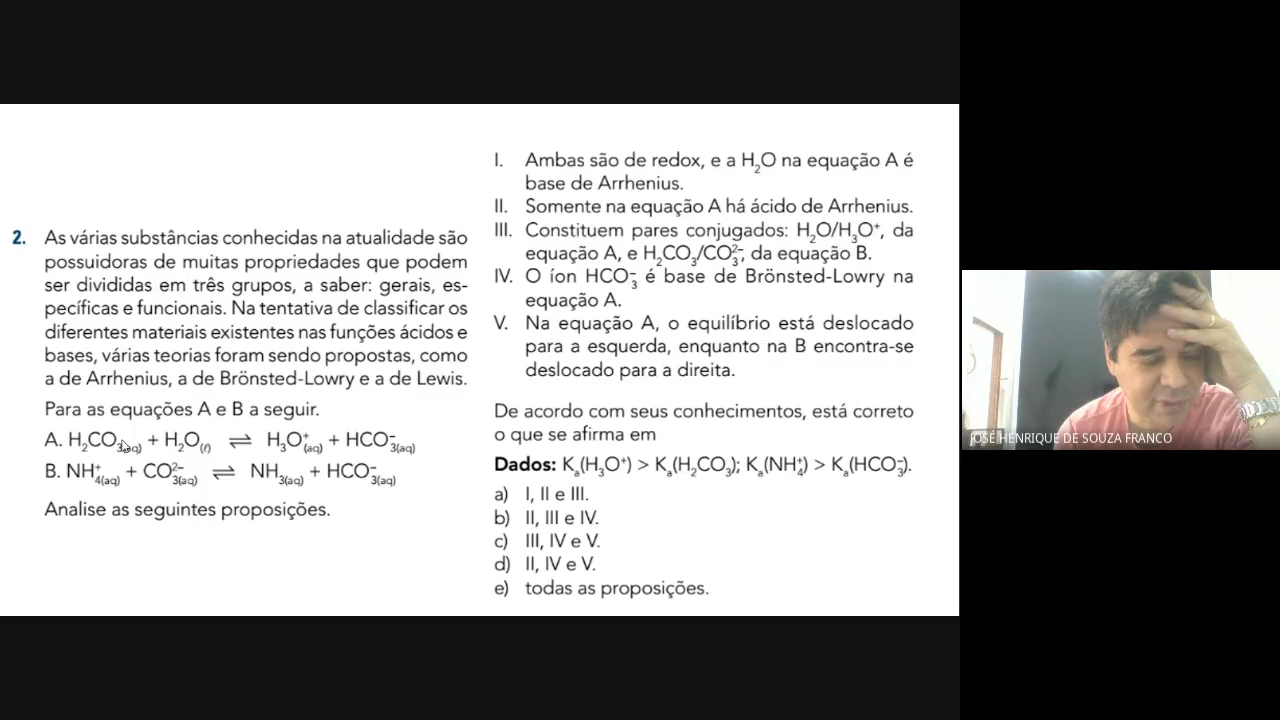 2. As várias substâncias conhecidas na atualidade são
possuidoras de muitas propriedades que podem
ser divididas em três grupos, a saber: gerais, es-
pecíficas e funcionais. Na tentativa de classificar os
diferentes materiais existentes nas funções ácidos e
bases, várias teorias foram sendo propostas, como
a de Arrhenius, a de Brönsted-Lowry e a de Lewis.
Para as equações A e B a seguir.
A. H₂CO₃(aq) + H₂O(ℓ) ⇌ H₃O⁺(aq) + HCO₃⁻(aq)
B. NH₄⁺(aq) + CO₃²⁻(aq) ⇌ NH₃(aq) + HCO₃⁻(aq)
Analise as seguintes proposições.
I. Ambas são de redox, e a H₂O na equação A é
base de Arrhenius.
II. Somente na equação A há ácido de Arrhenius.
III. Constituem pares conjugados: H₂O/H₃O⁺, da
equação A, e H₂CO₃/CO₃²⁻, da equação B.
IV. O íon HCO₃⁻ é base de Brönsted-Lowry na
equação A.
V. Na equação A, o equilíbrio está deslocado
para a esquerda, enquanto na B encontra-se
deslocado para a direita.
De acordo com seus conhecimentos, está correto
o que se afirma em
Dados: Kₐ(H₃O⁺) > Kₐ(H₂CO₃); Kₐ(NH₄⁺) > Kₐ(HCO₃⁻).
a) I, II e III.
b) II, III e IV.
c) III, IV e V.
d) II, IV e V.
e) todas as proposições.
JOSÉ HENRIQUE DE SOUZA FRANCO